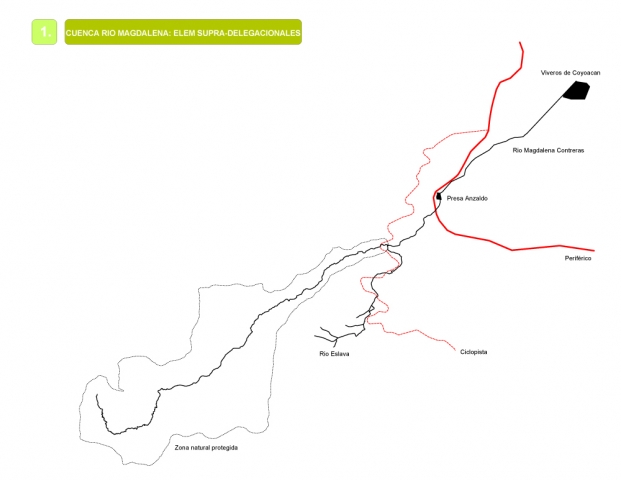 1.
CUENCA RIO MAGDALENA: ELEM SUPRA-DELEGACIONALES
Viveros de Coyoacan
Rio Magdalena Contreras
Presa Anzaldo
Periférico
Rio Eslava
Ciclopista
Zona natural protegida